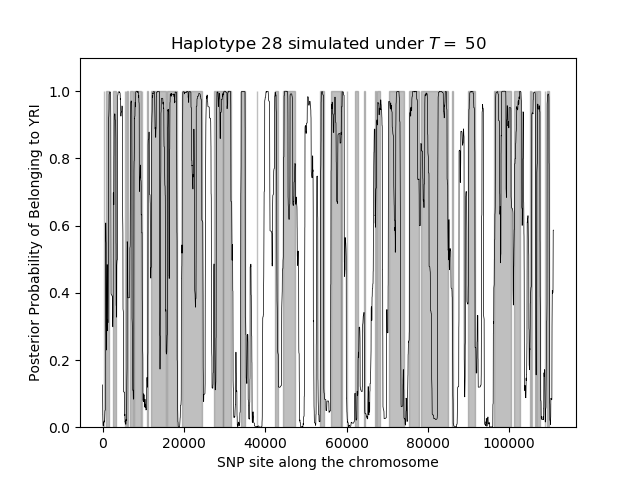 Haplotype 28 simulated under T = 50
Posterior Probability of Belonging to YRI
1.0
0.8
0.6
0.4
0.2
0.0
0 20000 40000 60000 80000 100000
SNP site along the chromosome